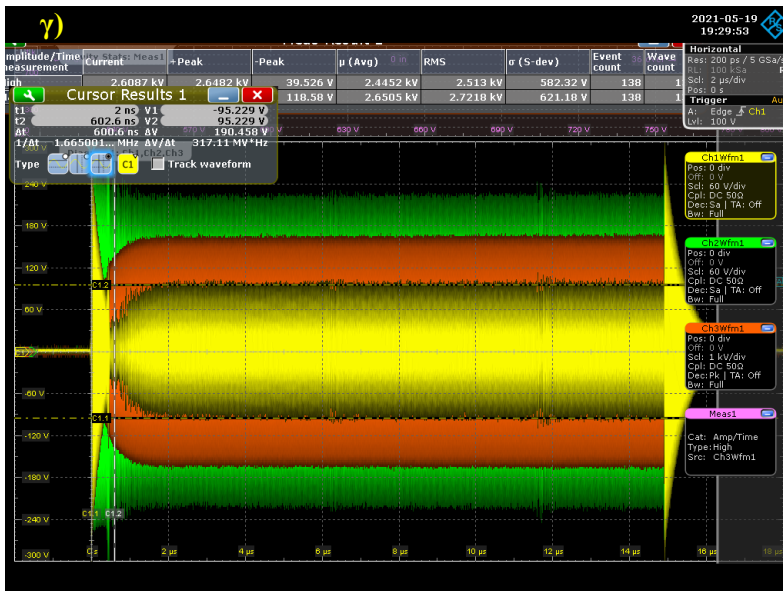 γ)
2021-05-19
19:29:53
Amplitude/Time Measurement Current +Peak -Peak μ (Avg) RMS σ (S-dev) Event count Wave count
High 2.6087 kV 2.6482 kV 39.526 V 2.4452 kV 2.513 kV 582.32 V 138
118.58 V 2.6505 kV 2.7218 kV 621.18 V 138
Cursor Results 1
t1 2 ns V1 -95.229 V
t2 602.6 ns V2 95.229 V
Δt 600.6 ns ΔV 190.458 V
1/Δt 1.665001... MHz ΔV/Δt 317.11 MV*Hz
Type C1 Track waveform
Horizontal
Res: 200 ps / 5 GSa/s
RL: 100 kSa
Scl: 2 μs/div
Pos: 0 s
Trigger Au
A: Edge Ch1
Lvl: 100 V
630 V 660 V 690 V 720 V 750 V
Ch1Wfm1
Pos: 0 div
Off: 0 V
Scl: 60 V/div
Cpl: DC 50Ω
Dec: Sa | TA: Off
Bw: Full
Ch2Wfm1
Pos: 0 div
Off: 0 V
Scl: 60 V/div
Cpl: DC 50Ω
Dec: Sa | TA: Off
Bw: Full
Ch3Wfm1
Pos: 0 div
Off: 0 V
Scl: 1 kV/div
Cpl: DC 50Ω
Dec: Pk | TA: Off
Bw: Full
Meas1
Cat: Amp/Time
Type: High
Src: Ch3Wfm1
240 V
180 V
120 V
C1.2
60 V
-60 V
C1.1
-120 V
-180 V
-240 V
C1.1 C1.2
-300 V 0 s 2 μs 4 μs 6 μs 8 μs 10 μs 12 μs 14 μs 16 μs 18 μs